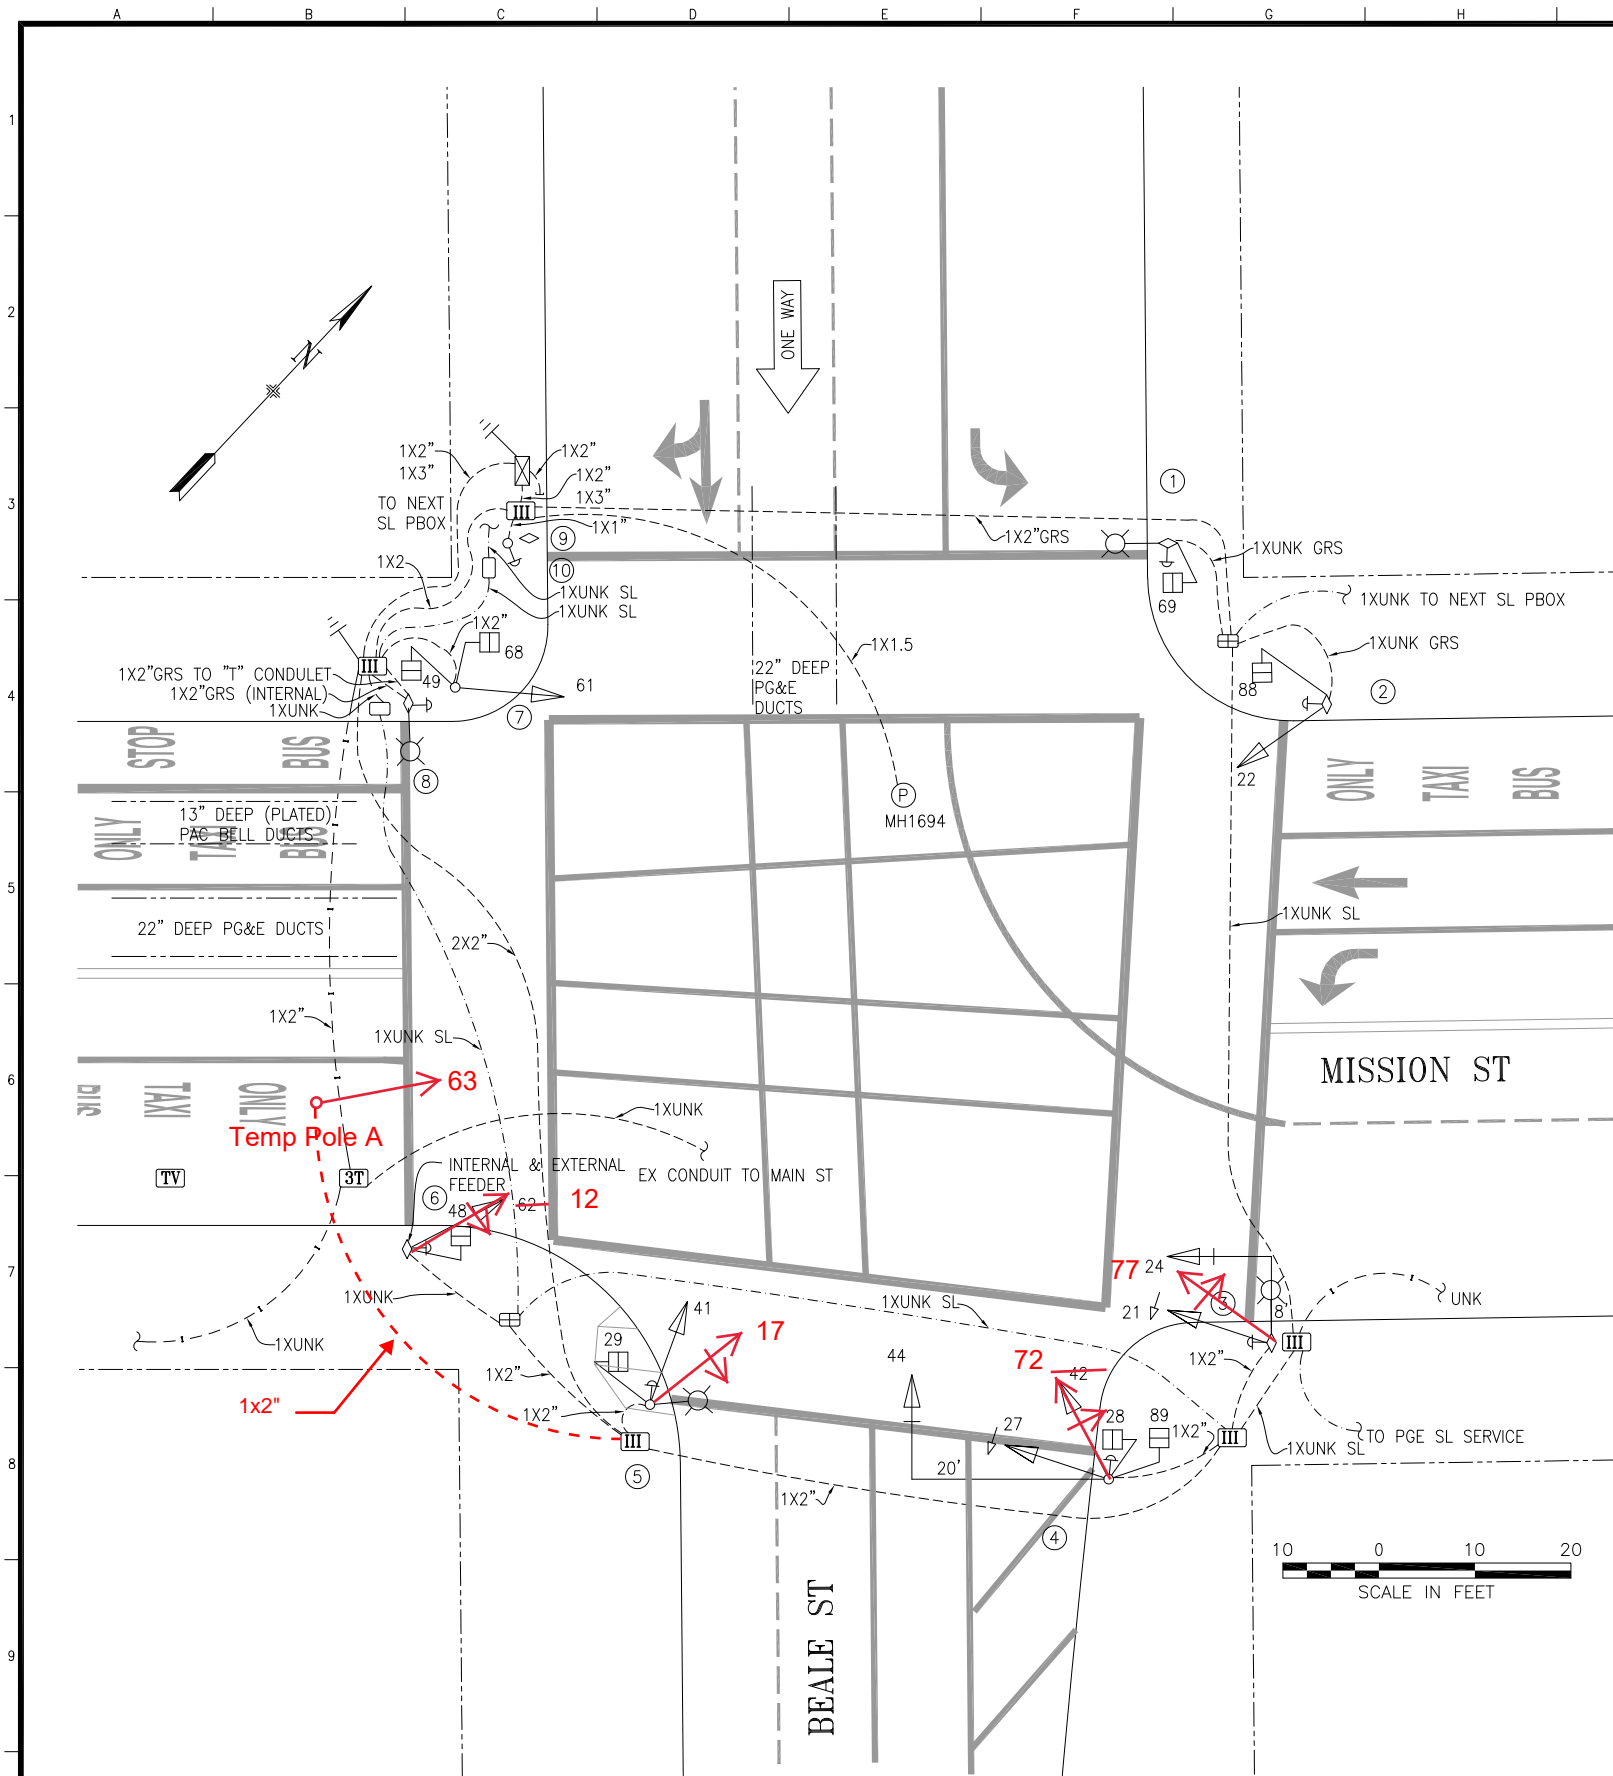 A B C D E F G H
1
2
3
4
5
6
7
8
9
N
ONE WAY
1X2"
1X3"
TO NEXT
SL PBOX
1X2"
1X2"
1X3"
III
1X1"
9
10
1X2
1XUNK SL
1XUNK SL
1X2"
68
1X2"GRS TO "T" CONDULET
1X2"GRS (INTERNAL)
1XUNK
III
49
61
7
8
1
1X2"GRS
1XUNK GRS
69
1XUNK TO NEXT SL PBOX
1XUNK GRS
88
2
22
1X1.5
22" DEEP
PG&E
DUCTS
P
MH1694
STOP
BUS
13" DEEP (PLATED)
PAC BELL DUCTS
ONLY
TAXI
BUS
22" DEEP PG&E DUCTS
ONLY
TAXI
BUS
2X2"
1XUNK SL
1X2"
1XUNK SL
MISSION ST
BUS
TAXI
ONLY
63
Temp Pole A
1XUNK
TV
3T
INTERNAL & EXTERNAL
FEEDER
EX CONDUIT TO MAIN ST
6
48
62
12
1XUNK
1XUNK
1x2"
1X2"
29
41
17
1X2"
III
5
1XUNK SL
77
24
21
3
8'
III
UNK
1X2"
72
42
44
27
28
89
1X2"
III
20'
1XUNK SL
TO PGE SL SERVICE
1X2"
4
10 0 10 20
SCALE IN FEET
BEALE ST